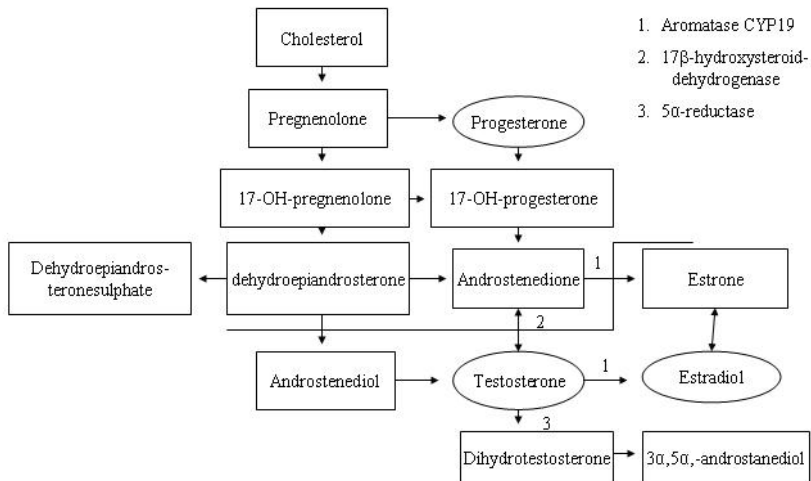 Cholesterol
1. Aromatase CYP19
2. 17β-hydroxysteroid-
dehydrogenase
3. 5α-reductase
Pregnenolone
Progesterone
17-OH-pregnenolone
17-OH-progesterone
Dehydroepiandros-
teronesulphate
dehydroepiandrosterone
Androstenedione
1
Estrone
2
Androstenediol
Testosterone
1
Estradiol
3
Dihydrotestosterone
3α,5α,-androstanediol